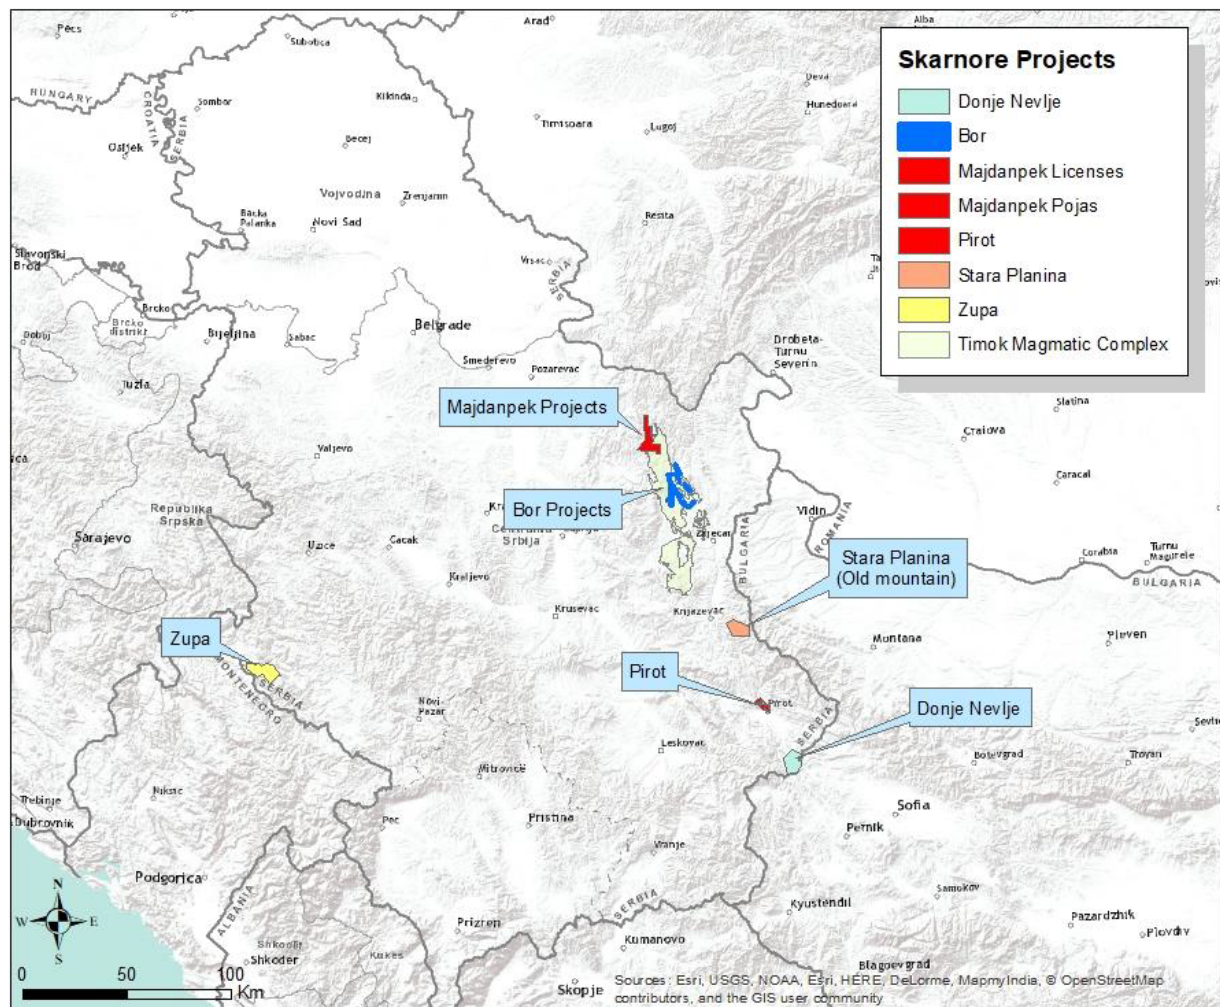 Pécs
Arad
Alba
Subotica
HUNGARY
CROATIA
SERBIA
Sombor
Kikinda
Timisoara
Lugoj
Deva
Hunedoara
Osijek
Becej
Vojvodina
Zrenjanin
Backa
Palanka
Novi Sad
Resita
Slavonski
Brod
Vrsac
SERBIA
Brcko
Brcko
distrikt
Doboj
Bijeljina
Sabac
Belgrade
Smederevo
Pozarevac
Drobeta-
Turnu
Severin
Tuzla
Slatina
Craiova
Caracal
Valjevo
Republika
Srpska
Sarajevo
Uzice
Cacak
Kraljevo
Srbija
Zajecar
Vidin
ROMANIA
BULGARIA
Corabia
Turnu
Magurele
BULGARIA
Krusevac
Knjazevac
Montana
Pleven
MONTENEGRO
SERBIA
Novi
Pazar
Pirot
SERBIA
Leskovac
Botevgrad
Troyan
Mitrovicë
Trebinje
Dubrovnik
Niksic
Pec
Pristina
Vranje
Sofia
Pernik
Podgorica
ALBANIA
Prizren
SERBIA
Kyustendil
Samokov
Pazardzhik
Plovdiv
Shkoder
Kukes
Kumanovo
Skopje
Blagoevgrad
Skarnore Projects
Donje Nevlje
Bor
Majdanpek Licenses
Majdanpek Pojas
Pirot
Stara Planina
Zupa
Timok Magmatic Complex
Majdanpek Projects
Bor Projects
Stara Planina
(Old mountain)
Zupa
Pirot
Donje Nevlje
N
W E
S
0 50 100
Km
Sources: Esri, USGS, NOAA, Esri, HERE, DeLorme, MapmyIndia, © OpenStreetMap
contributors, and the GIS user community